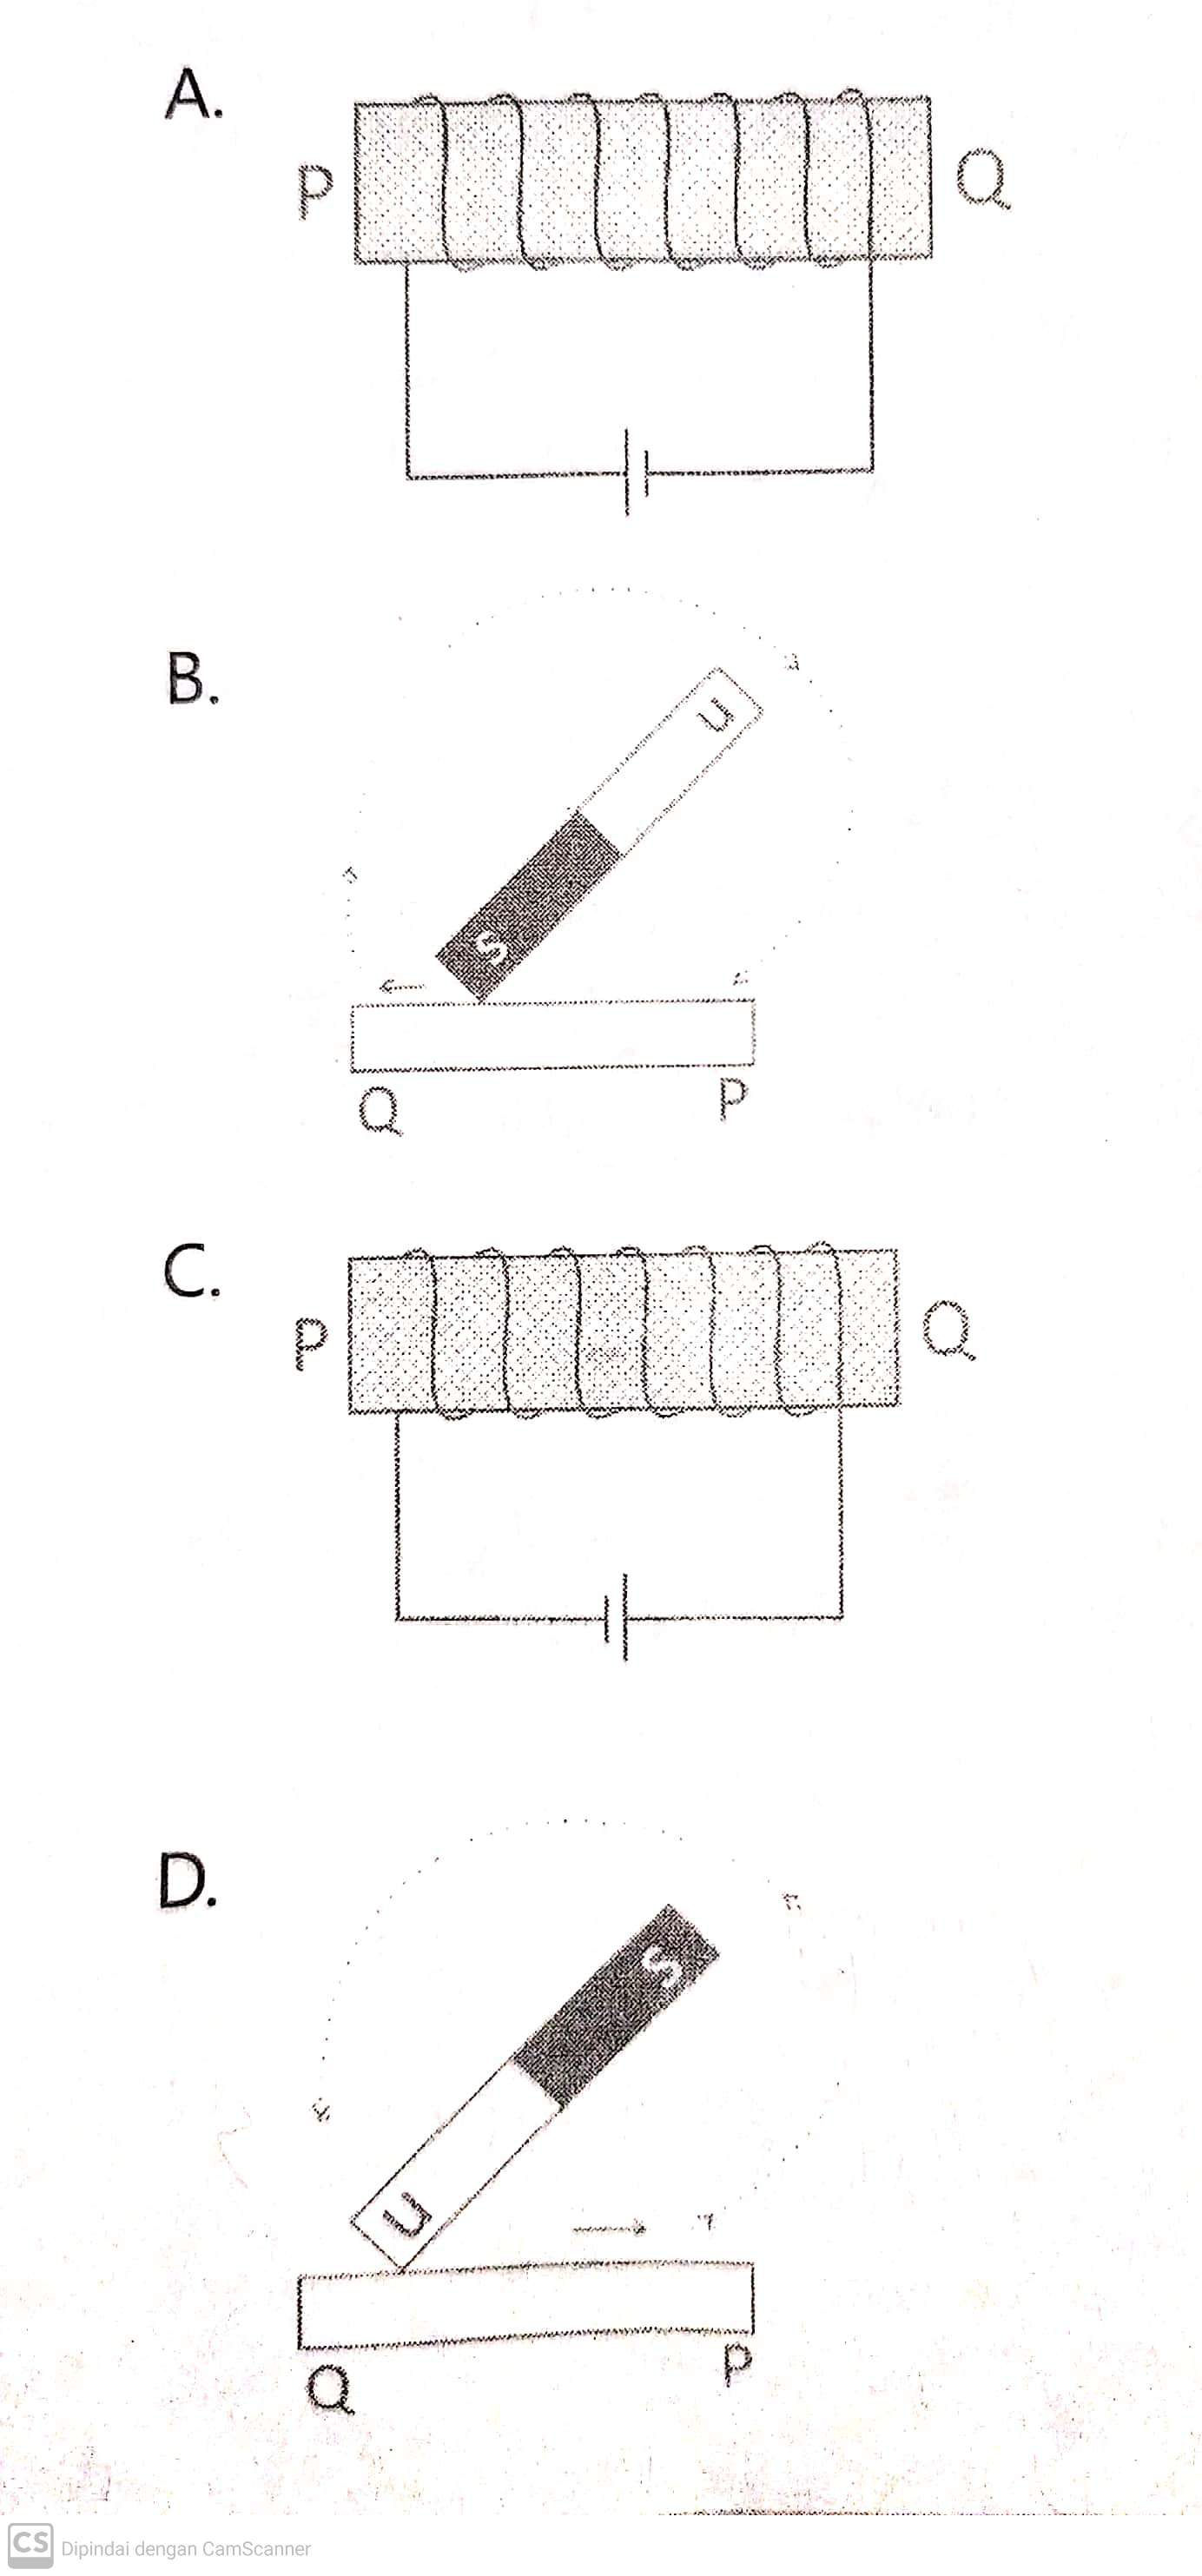 A.
P Q
B.
U
S
Q P
C.
P Q
D.
S
U
Q P
CS Dipindai dengan CamScanner